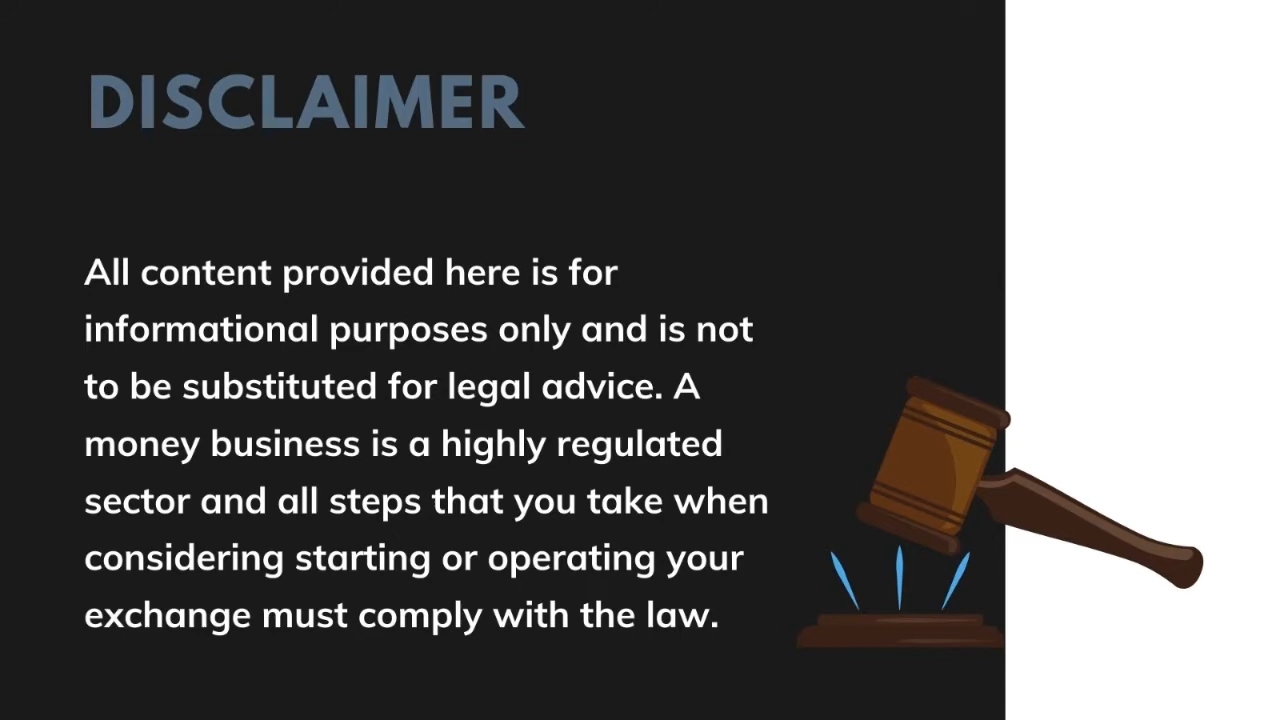 DISCLAIMER
All content provided here is for
informational purposes only and is not
to be substituted for legal advice. A
money business is a highly regulated
sector and all steps that you take when
considering starting or operating your
exchange must comply with the law.